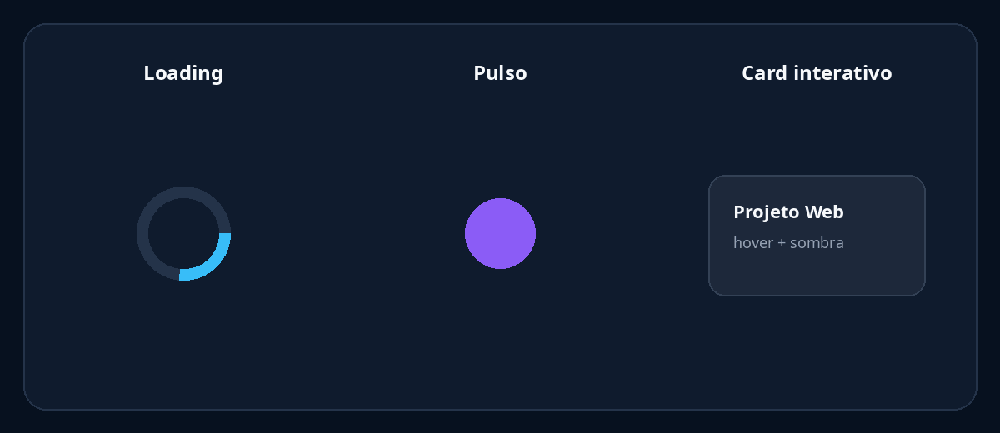 Loading
Pulso
Card interativo
Projeto Web
hover + sombra